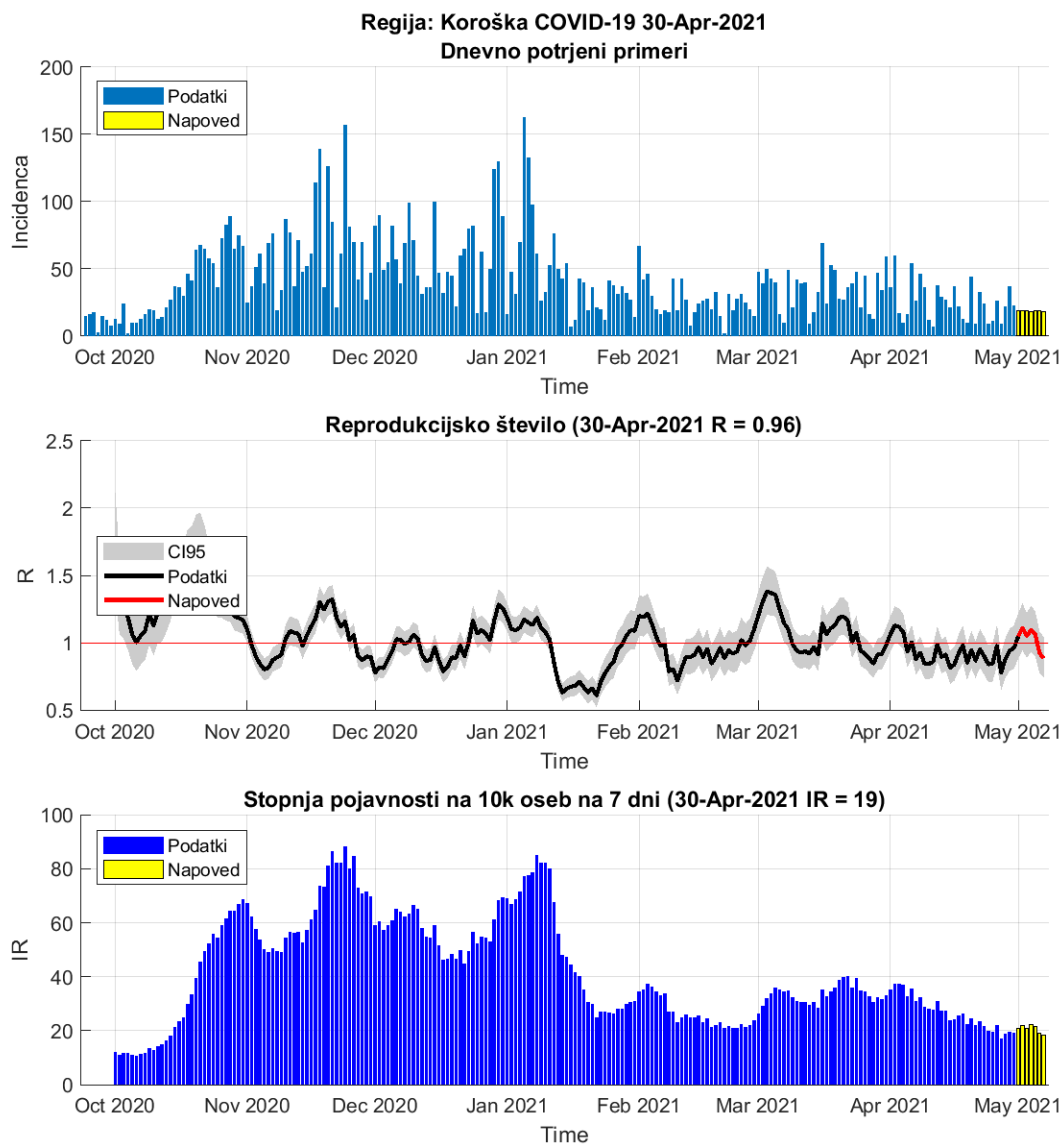 Regija: Koroška COVID-19 30-Apr-2021
Dnevno potrjeni primeri
200
150
100
50
0
Incidenca
Podatki
Napoved
Oct 2020 Nov 2020 Dec 2020 Jan 2021 Feb 2021 Mar 2021 Apr 2021 May 2021
Time
Reprodukcijsko število (30-Apr-2021 R = 0.96)
2.5
2
1.5
1
0.5
R
CI95
Podatki
Napoved
Oct 2020 Nov 2020 Dec 2020 Jan 2021 Feb 2021 Mar 2021 Apr 2021 May 2021
Time
Stopnja pojavnosti na 10k oseb na 7 dni (30-Apr-2021 IR = 19)
100
80
60
40
20
0
IR
Podatki
Napoved
Oct 2020 Nov 2020 Dec 2020 Jan 2021 Feb 2021 Mar 2021 Apr 2021 May 2021
Time